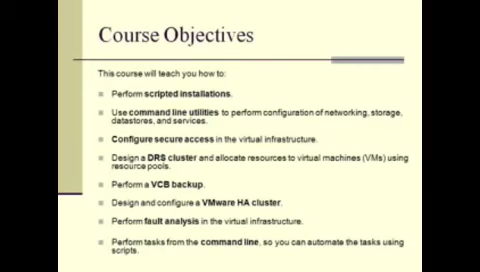 Course Objectives
This course will teach you how to:
Perform scripted installations.
Use command line utilities to perform configuration of networking, storage,
datastores, and services.
Configure secure access in the virtual infrastructure.
Design a DRS cluster and allocate resources to virtual machines (VMs) using
resource pools.
Perform a VCB backup.
Design and configure a VMware HA cluster.
Perform fault analysis in the virtual infrastructure.
Perform tasks from the command line, so you can automate the tasks using
scripts.